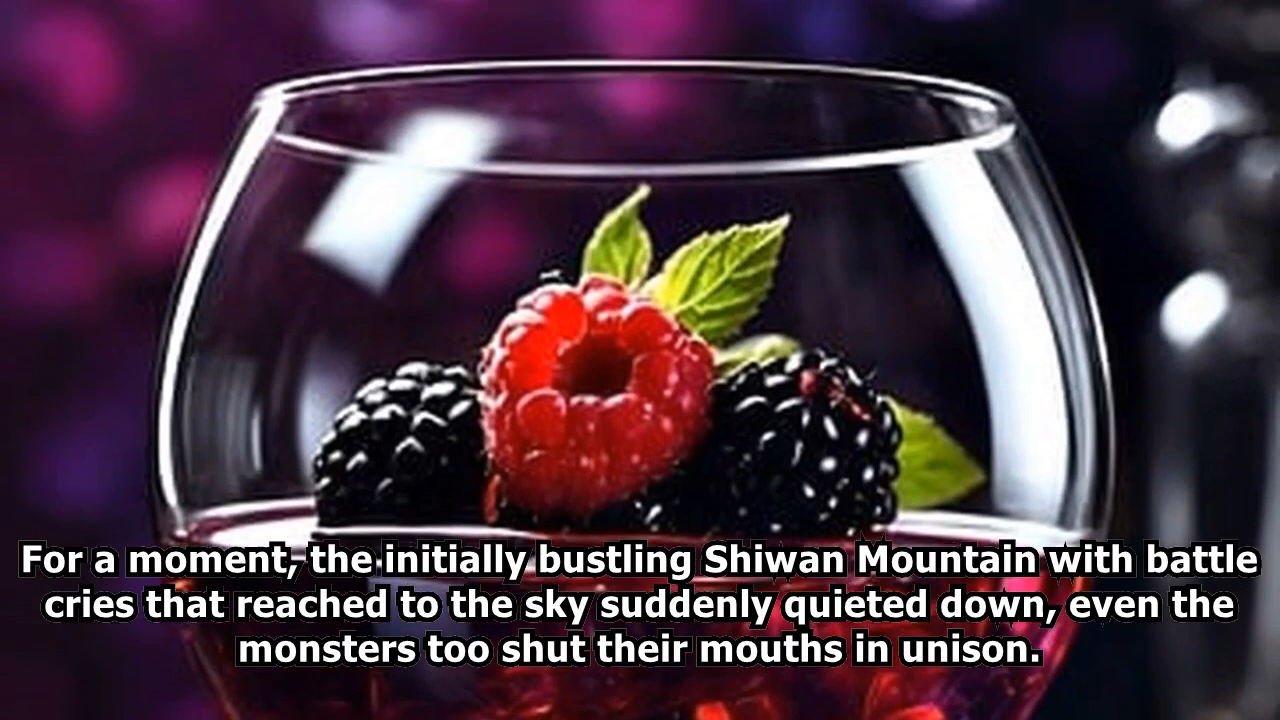 For a moment, the initially bustling Shiwan Mountain with battle
cries that reached to the sky suddenly quieted down, even the
monsters too shut their mouths in unison.